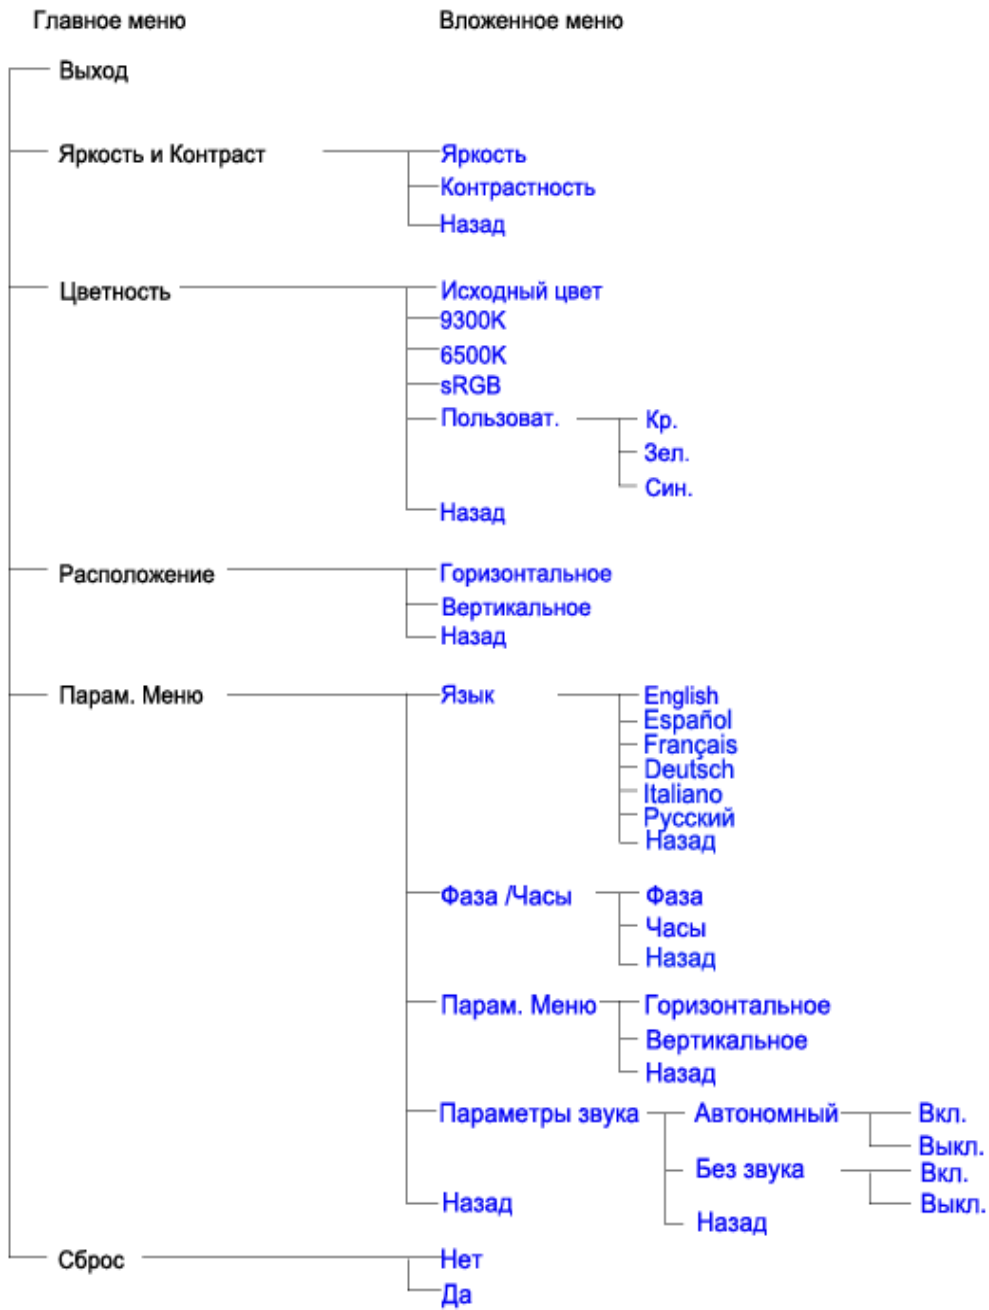 Главное меню Вложенное меню
Выход
Яркость и Контраст Яркость
Контрастность
Назад
Цветность Исходный цвет
9300K
6500K
sRGB
Пользоват. Кр.
Зел.
Син.
Назад
Расположение Горизонтальное
Вертикальное
Назад
Парам. Меню Язык English
Español
Français
Deutsch
Italiano
Русский
Назад
Фаза /Часы Фаза
Часы
Назад
Парам. Меню Горизонтальное
Вертикальное
Назад
Параметры звука Автономный Вкл.
Выкл.
Без звука Вкл.
Выкл.
Назад
Назад
Сброс Нет
Да